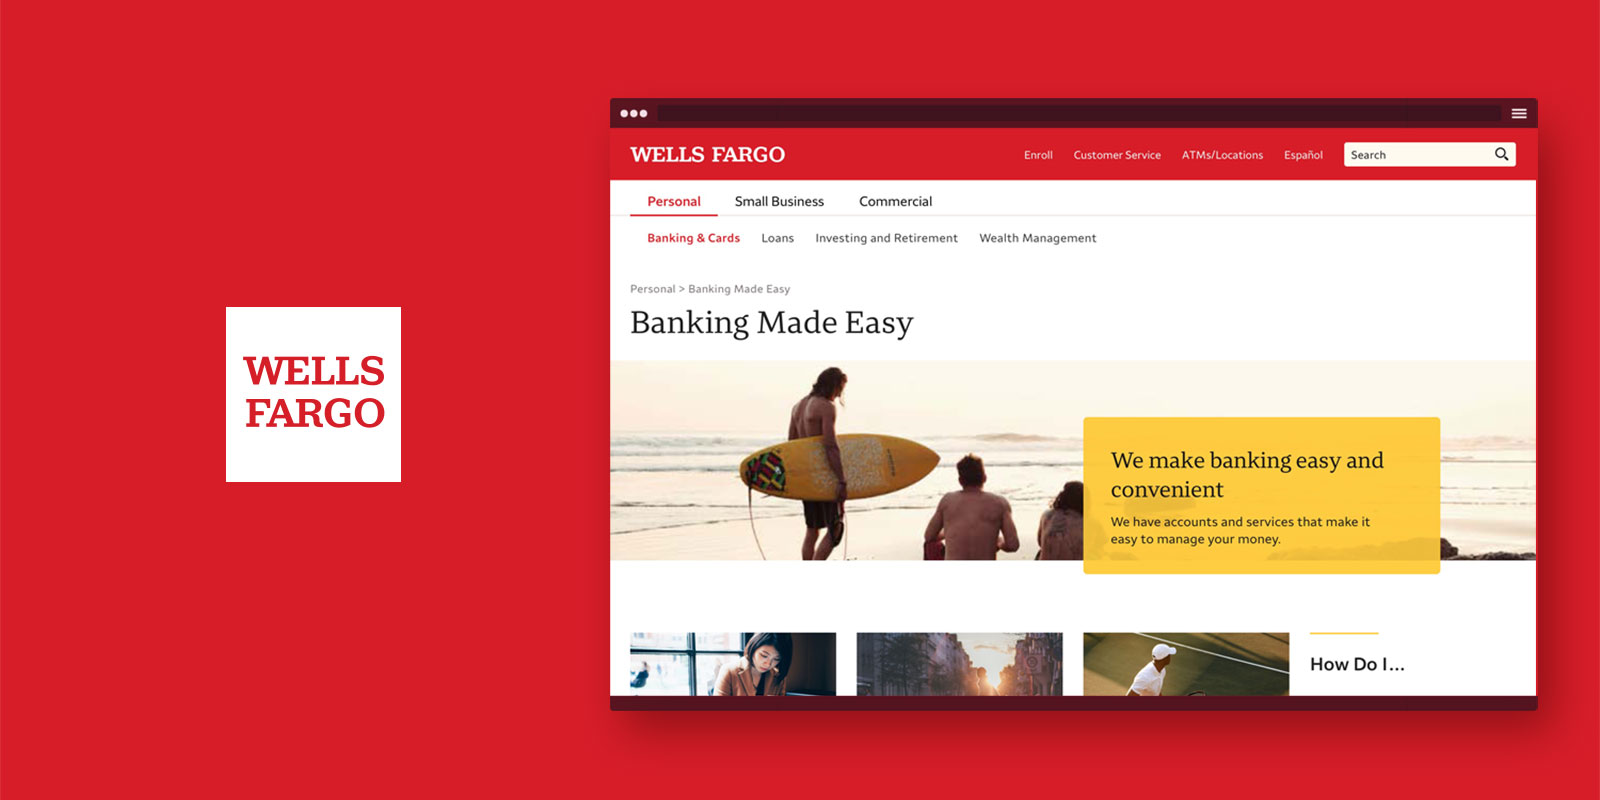 WELLS
FARGO
WELLS FARGO
Enroll
Customer Service
ATMs/Locations
Español
Search
Personal
Small Business
Commercial
Banking & Cards
Loans
Investing and Retirement
Wealth Management
Personal > Banking Made Easy
Banking Made Easy
We make banking easy and
convenient
We have accounts and services that make it
easy to manage your money.
How Do I...